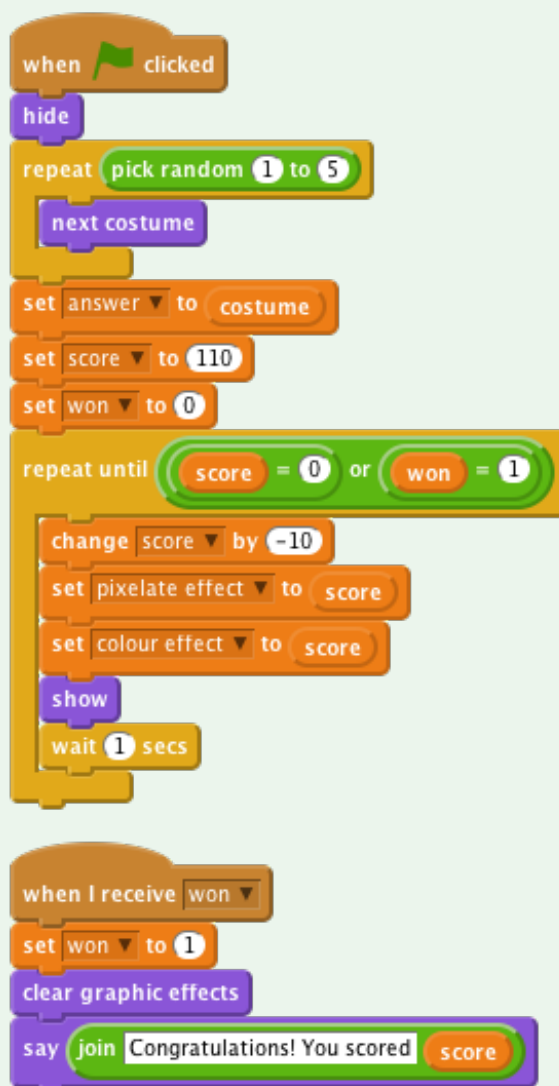 when clicked
hide
repeat pick random 1 to 5
next costume
set answer to costume
set score to 110
set won to 0
repeat until score = 0 or won = 1
change score by -10
set pixelate effect to score
set colour effect to score
show
wait 1 secs
when I receive won
set won to 1
clear graphic effects
say join Congratulations! You scored score